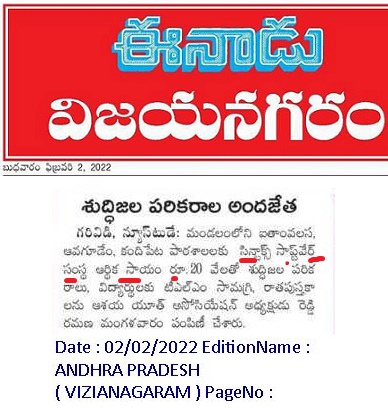 ఈనాడు
విజయనగరం
బుధవారం ఫిబ్రవరి 2, 2022
శుద్ధిజల పరికరాల అందజేత
గరివిడి, న్యూస్‌టుడే: మండలంలోని ఐతాంవలస,
ఆవగూడెం, కందిపేట పాఠశాలలకు సిన్టాక్స్ సాఫ్ట్‌వేర్
సంస్థ ఆర్థిక సాయం రూ.20 వేలతో శుద్ధిజల పరిక
రాలు, విద్యార్థులకు టీఎల్ఎం సామగ్రి, రాతపుస్తకా
లను ఆశయ యూత్ అసోసియేషన్ అధ్యక్షుడు రెడ్డి
రమణ మంగళవారం పంపిణీ చేశారు.
Date : 02/02/2022 EditionName :
ANDHRA PRADESH
( VIZIANAGARAM ) PageNo :